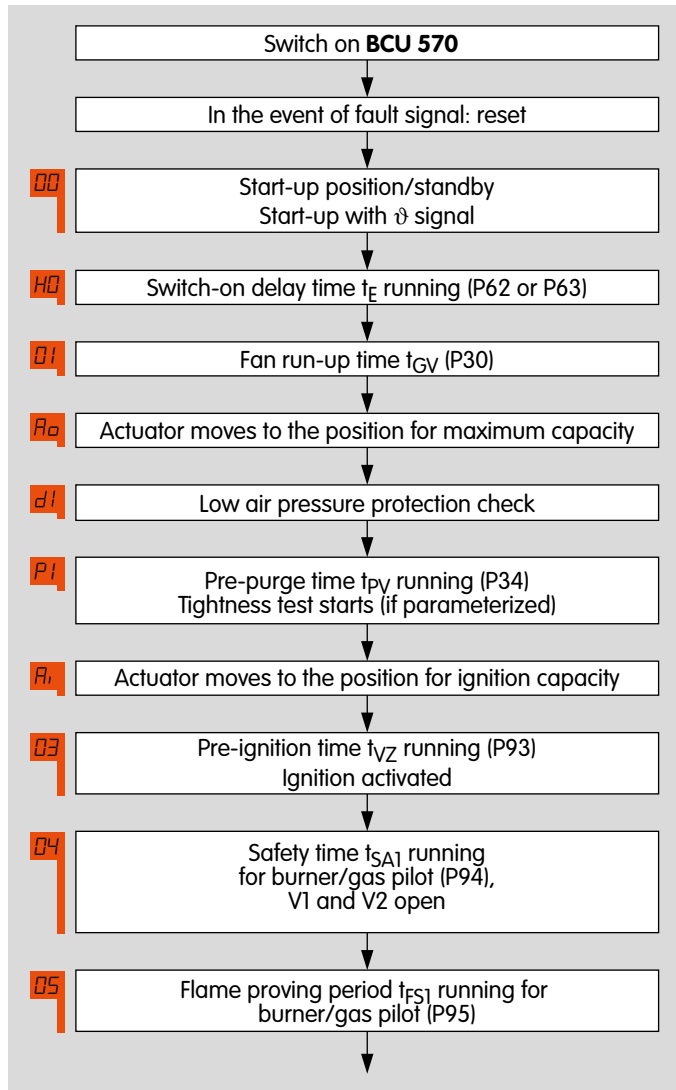 Switch on BCU 570
In the event of fault signal: reset
00
Start-up position/standby
Start-up with ϑ signal
H0
Switch-on delay time tE running (P62 or P63)
01
Fan run-up time tGV (P30)
Ao
Actuator moves to the position for maximum capacity
d1
Low air pressure protection check
P1
Pre-purge time tPV running (P34)
Tightness test starts (if parameterized)
Ai
Actuator moves to the position for ignition capacity
03
Pre-ignition time tVZ running (P93)
Ignition activated
04
Safety time tSA1 running
for burner/gas pilot (P94),
V1 and V2 open
05
Flame proving period tFS1 running for
burner/gas pilot (P95)